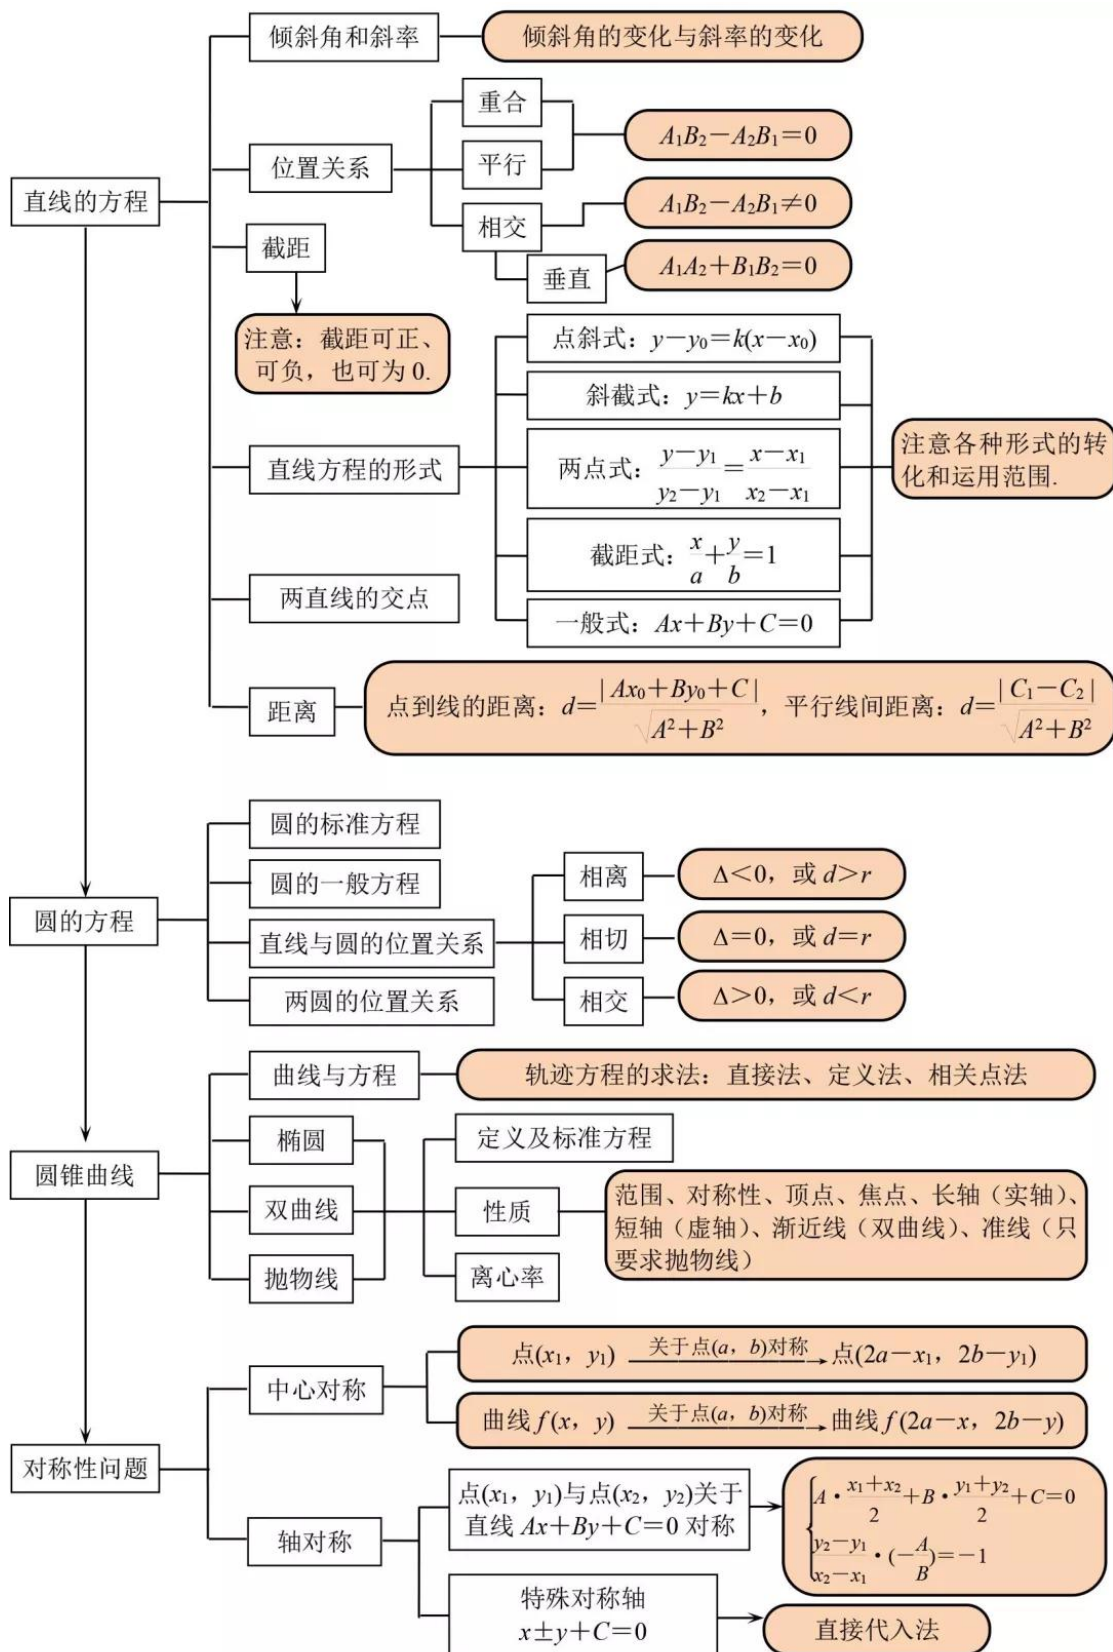 倾斜角和斜率
倾斜角的变化与斜率的变化
重合
A₁B₂－A₂B₁＝0
位置关系
平行
直线的方程
相交
A₁B₂－A₂B₁≠0
截距
垂直
A₁A₂＋B₁B₂＝0
注意：截距可正、
可负，也可为 0.
点斜式：y－y₀＝k(x－x₀)
斜截式：y＝kx＋b
直线方程的形式
两点式：(y－y₁)/(y₂－y₁)＝(x－x₁)/(x₂－x₁)
注意各种形式的转
化和运用范围.
截距式：x/a＋y/b＝1
两直线的交点
一般式：Ax＋By＋C＝0
距离
点到线的距离：d＝|Ax₀＋By₀＋C|/√(A²＋B²)，平行线间距离：d＝|C₁－C₂|/√(A²＋B²)
圆的标准方程
圆的一般方程
相离
Δ＜0，或 d＞r
圆的方程
直线与圆的位置关系
相切
Δ＝0，或 d＝r
两圆的位置关系
相交
Δ＞0，或 d＜r
曲线与方程
轨迹方程的求法：直接法、定义法、相关点法
椭圆
定义及标准方程
圆锥曲线
双曲线
性质
范围、对称性、顶点、焦点、长轴（实轴）、
短轴（虚轴）、渐近线（双曲线）、准线（只
要求抛物线）
抛物线
离心率
点(x₁，y₁) 关于点(a，b)对称→ 点(2a－x₁，2b－y₁)
中心对称
曲线 f(x，y) 关于点(a，b)对称→ 曲线 f(2a－x，2b－y)
对称性问题
点(x₁，y₁)与点(x₂，y₂)关于
直线 Ax＋By＋C＝0 对称
A·(x₁＋x₂)/2＋B·(y₁＋y₂)/2＋C＝0
(y₂－y₁)/(x₂－x₁)·(－A/B)＝－1
轴对称
特殊对称轴
x±y＋C＝0
直接代入法